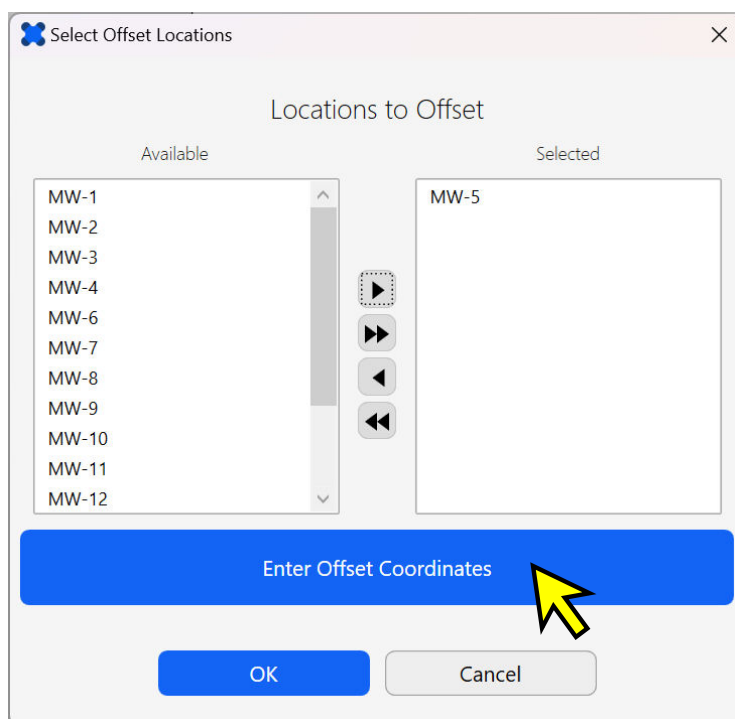 Select Offset Locations
Locations to Offset
Available
Selected
MW-1
MW-2
MW-3
MW-4
MW-6
MW-7
MW-8
MW-9
MW-10
MW-11
MW-12
MW-5
Enter Offset Coordinates
OK
Cancel